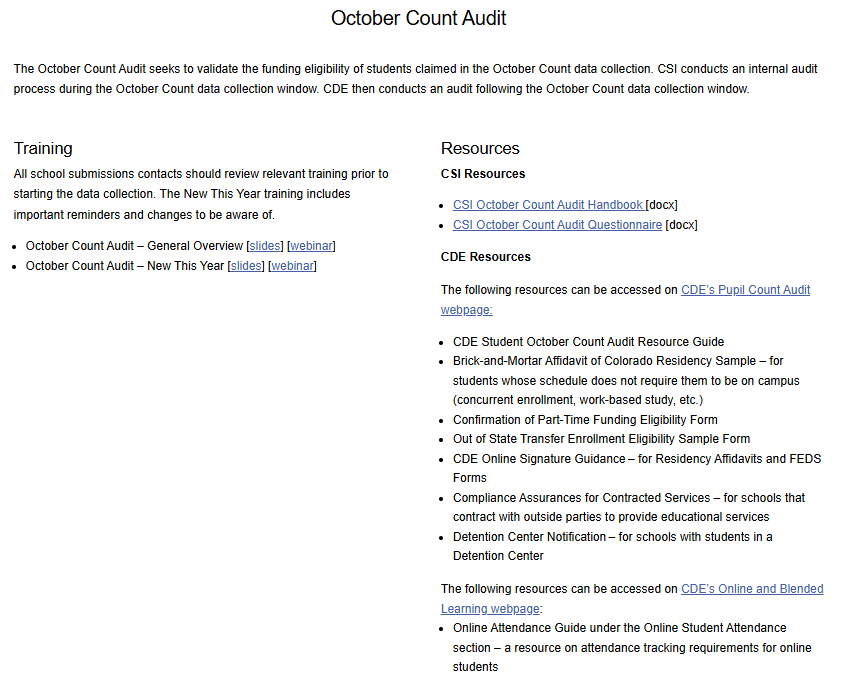 October Count Audit
The October Count Audit seeks to validate the funding eligibility of students claimed in the October Count data collection. CSI conducts an internal audit
process during the October Count data collection window. CDE then conducts an audit following the October Count data collection window.
Training
All school submissions contacts should review relevant training prior to
starting the data collection. The New This Year training includes
important reminders and changes to be aware of.
• October Count Audit – General Overview [slides] [webinar]
• October Count Audit – New This Year [slides] [webinar]
Resources
CSI Resources
• CSI October Count Audit Handbook [docx]
• CSI October Count Audit Questionnaire [docx]
CDE Resources
The following resources can be accessed on CDE's Pupil Count Audit
webpage:
• CDE Student October Count Audit Resource Guide
• Brick-and-Mortar Affidavit of Colorado Residency Sample – for
students whose schedule does not require them to be on campus
(concurrent enrollment, work-based study, etc.)
• Confirmation of Part-Time Funding Eligibility Form
• Out of State Transfer Enrollment Eligibility Sample Form
• CDE Online Signature Guidance – for Residency Affidavits and FEDS
Forms
• Compliance Assurances for Contracted Services – for schools that
contract with outside parties to provide educational services
• Detention Center Notification – for schools with students in a
Detention Center
The following resources can be accessed on CDE's Online and Blended
Learning webpage:
• Online Attendance Guide under the Online Student Attendance
section – a resource on attendance tracking requirements for online
students